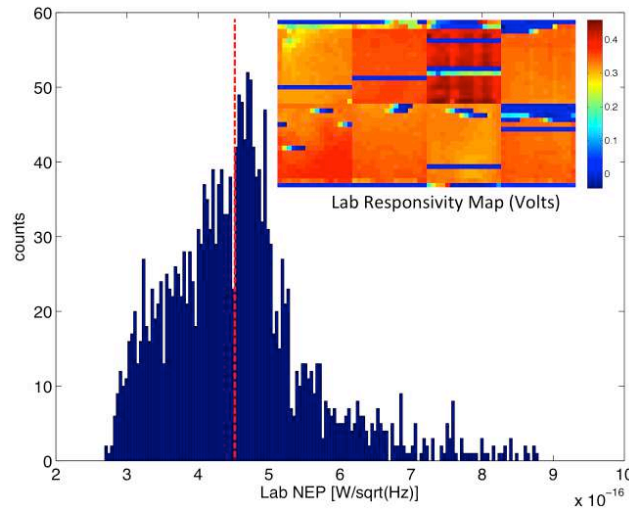 60
50
40
30
20
10
0
counts
2 3 4 5 6 7 8 9 10
Lab NEP [W/sqrt(Hz)]
x 10⁻¹⁶
0.4
0.3
0.2
0.1
0
Lab Responsivity Map (Volts)